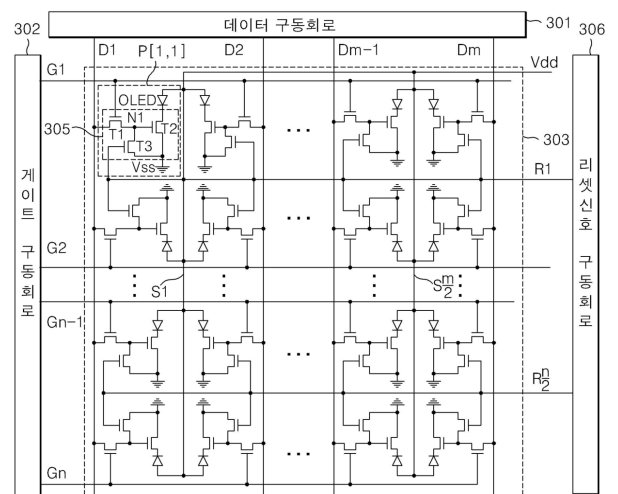 302
데이터 구동회로
301
306
D1
P[1,1]
D2
Dm-1
Dm
G1
Vdd
OLED
N1
305
T1
T2
T3
303
Vss
R1
게이트 구동회로
리셋신호 구동회로
G2
S1
Sm/2
Gn-1
Rn/2
Gn